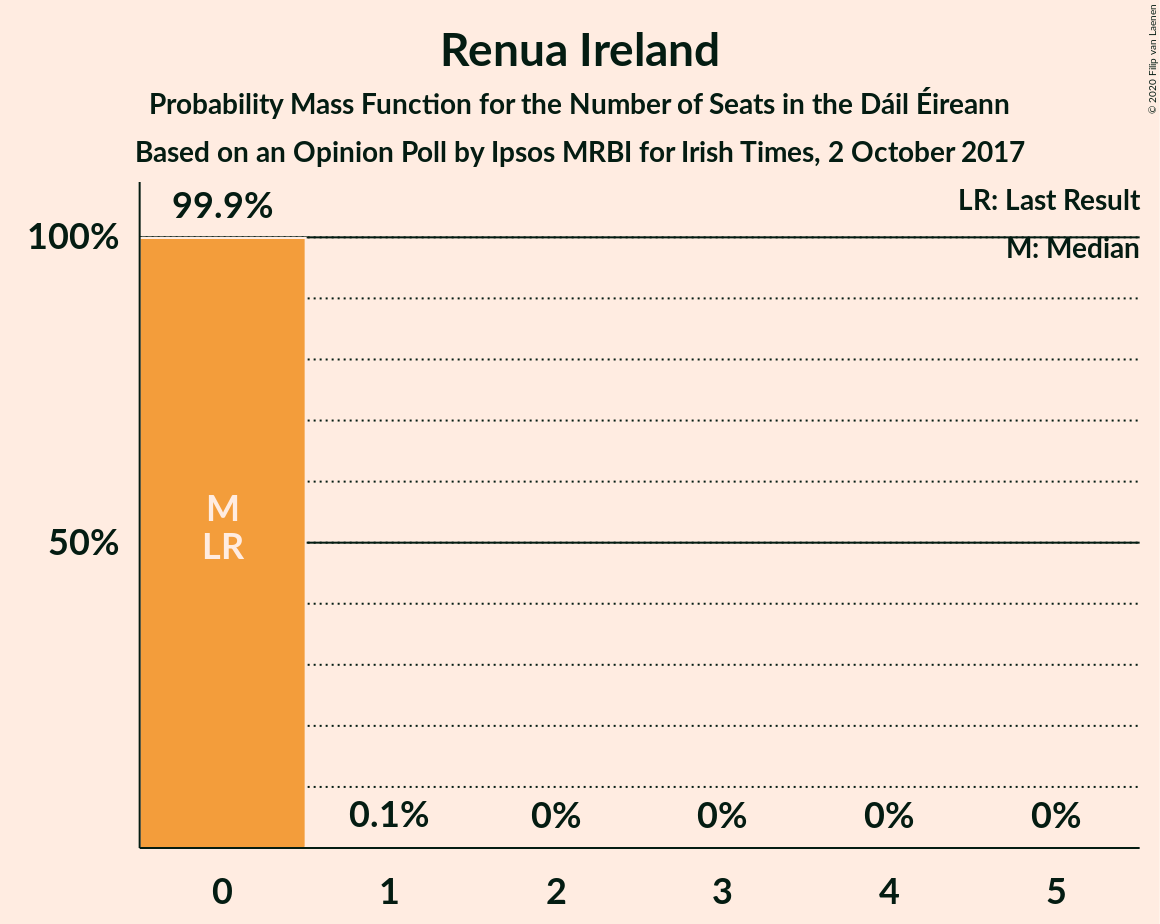 Renua Ireland
Probability Mass Function for the Number of Seats in the Dáil Éireann
Based on an Opinion Poll by Ipsos MRBI for Irish Times, 2 October 2017
© 2020 Filip van Laenen
LR: Last Result
M: Median
99.9%
100%
50%
M
LR
0.1%
0%
0%
0%
0%
0
1
2
3
4
5